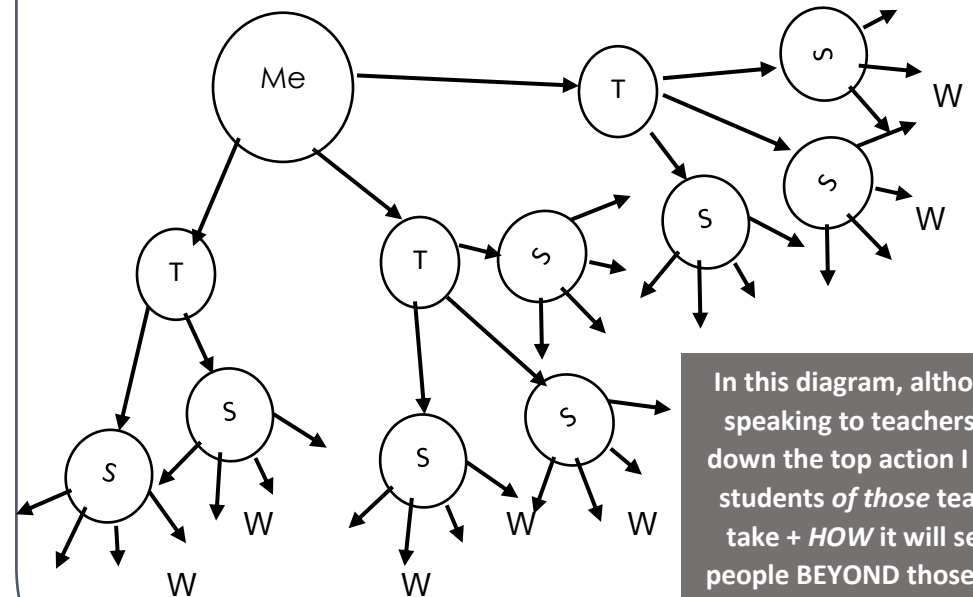 Me
T
S
W
S
W
T
S
T
S
S
S
S
S
W
W
W
W
W
In this diagram, altho
speaking to teachers
down the top action I
students of those tea
take + HOW it will se
people BEYOND those